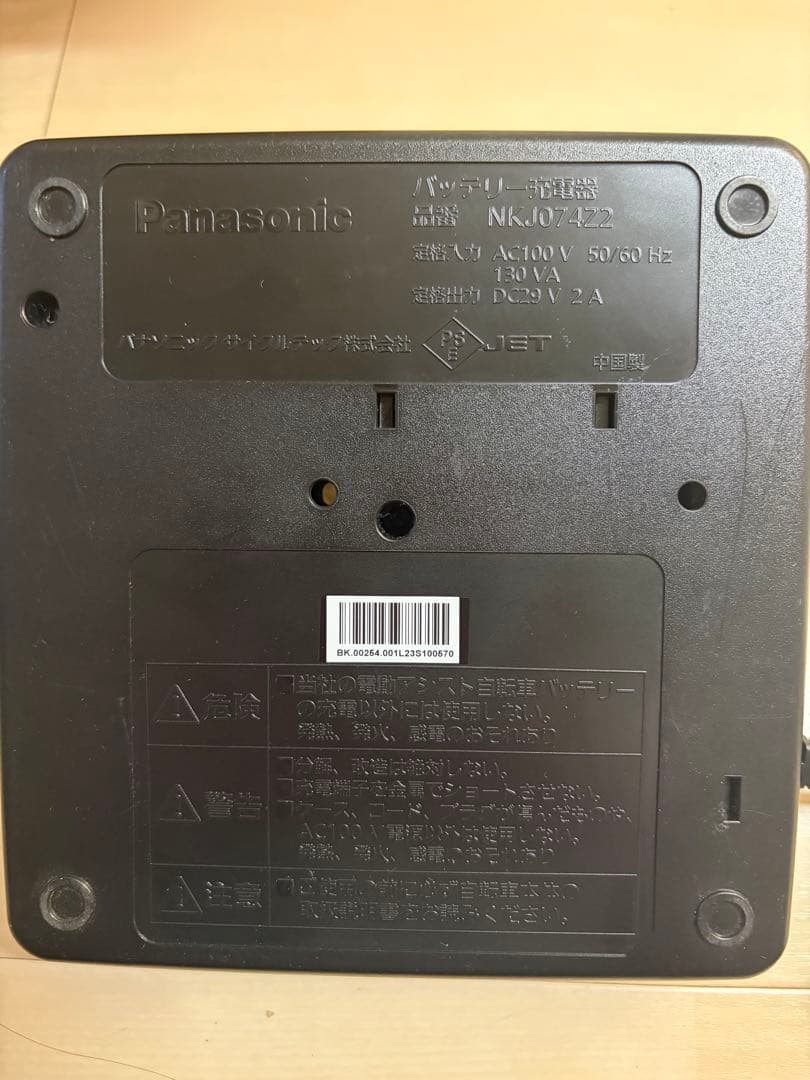 Panasonic
バッテリー充電器
品番 NKJ074Z2
定格入力 AC100 V 50/60 Hz
130 VA
定格出力 DC29 V 2 A
パナソニック サイクルテック株式会社
PS
E
JET
中国製
BK.00254.001L23S100570
危険
■当社の電動アシスト自転車バッテリー
の充電以外には使用しない。
発熱、発火、感電のおそれあり
警告
■分解、改造は絶対しない。
■充電端子を金属でショートさせない。
■ケース、コード、プラグが傷んだものや、
AC100 V電源以外は使用しない。
発熱、発火、感電のおそれあり
注意
■ご使用の前に必ず自転車本体の
取扱説明書をお読みください。